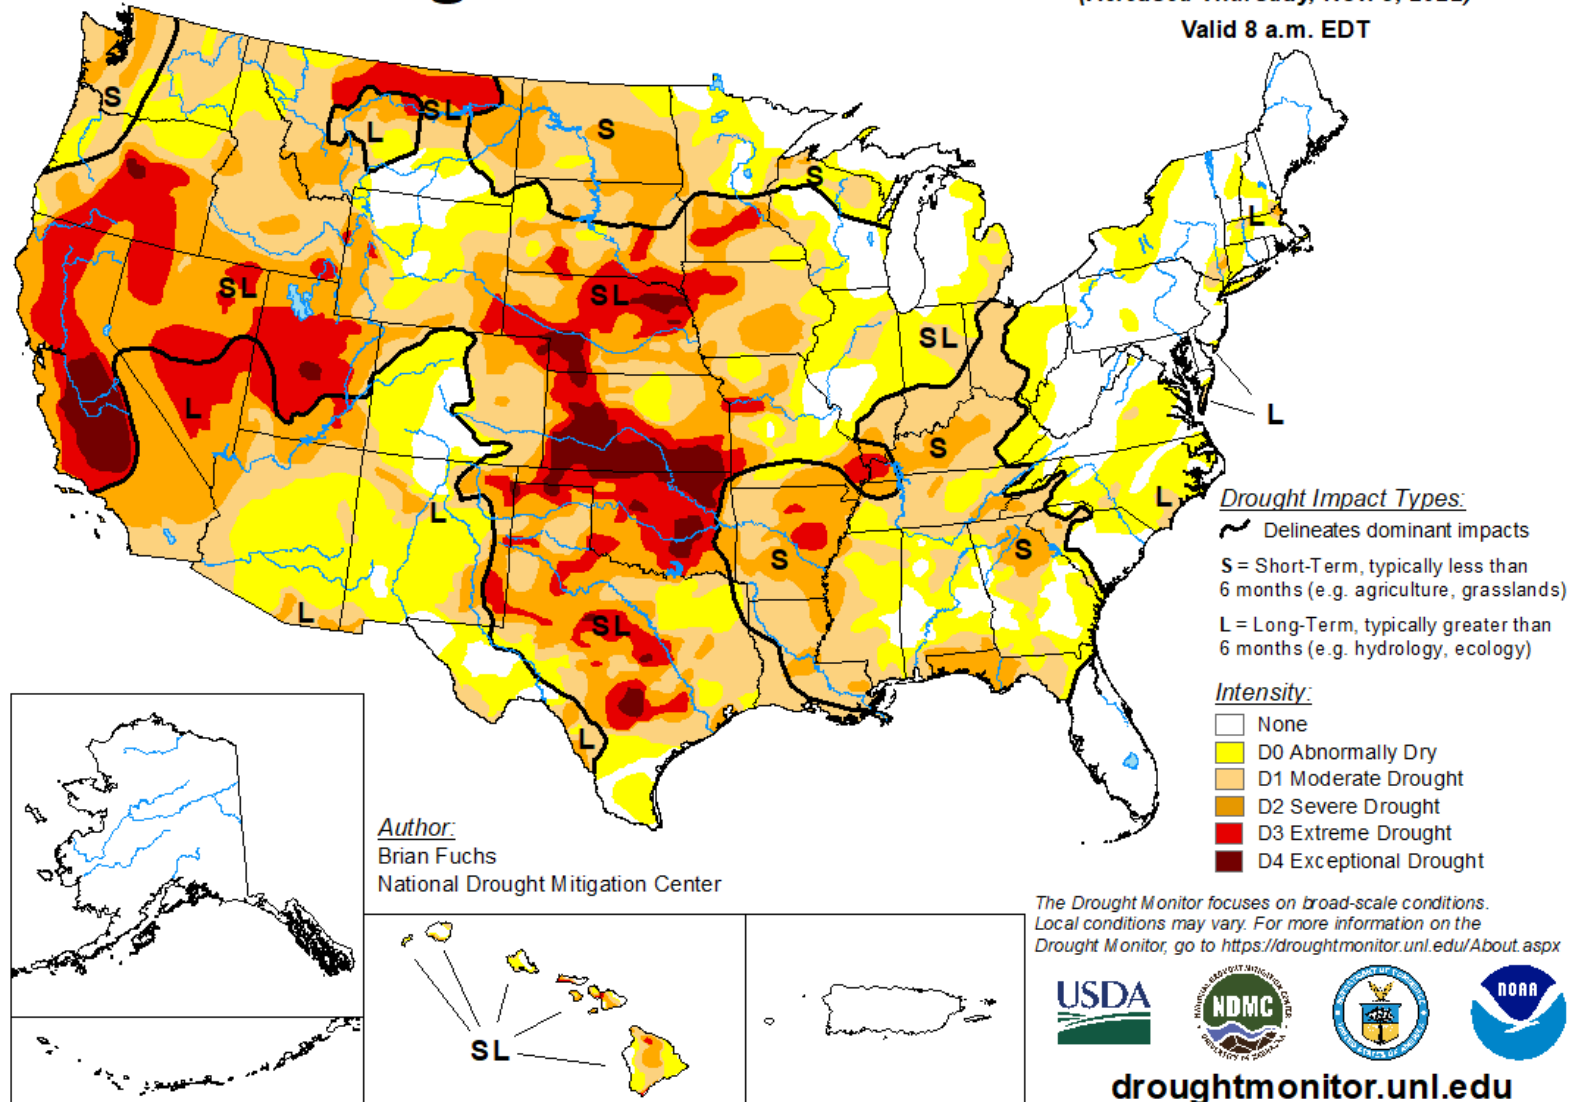 Valid 8 a.m. EDT
S
SL
L
S
S
L
SL
SL
SL
L
S
L
L
L
S
S
L
SL
L
Drought Impact Types:
Delineates dominant impacts
S = Short-Term, typically less than
6 months (e.g. agriculture, grasslands)
L = Long-Term, typically greater than
6 months (e.g. hydrology, ecology)
Intensity:
None
D0 Abnormally Dry
D1 Moderate Drought
D2 Severe Drought
D3 Extreme Drought
D4 Exceptional Drought
L
Author:
Brian Fuchs
National Drought Mitigation Center
SL
The Drought Monitor focuses on broad-scale conditions.
Local conditions may vary. For more information on the
Drought Monitor, go to https://droughtmonitor.unl.edu/About.aspx
USDA
NDMC
NOAA
droughtmonitor.unl.edu